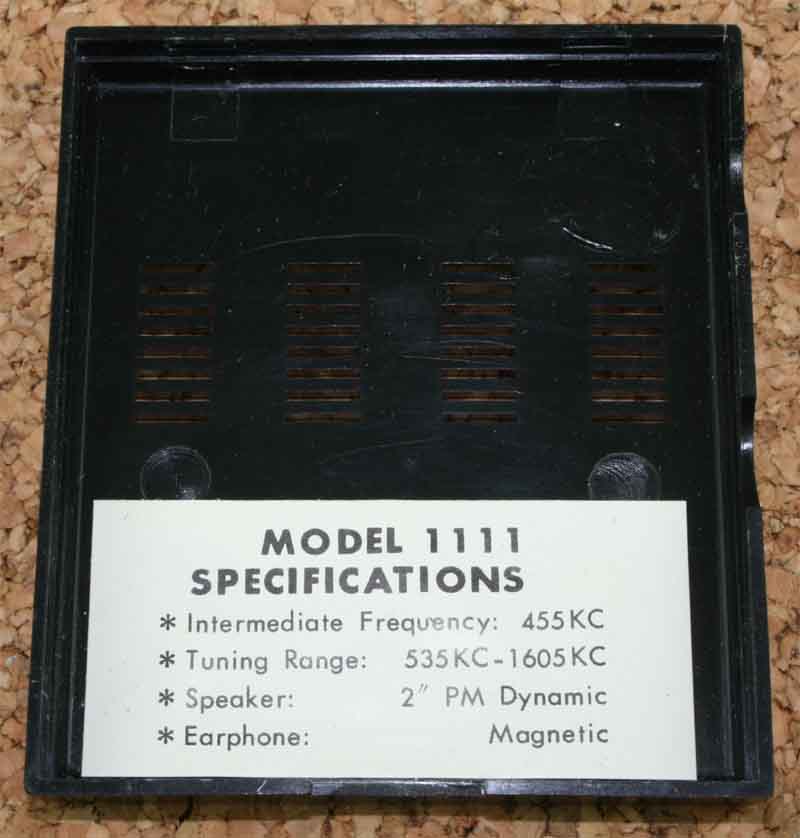 MODEL 1111
SPECIFICATIONS
* Intermediate Frequency: 455KC
* Tuning Range: 535KC-1605KC
* Speaker: 2" PM Dynamic
* Earphone: Magnetic